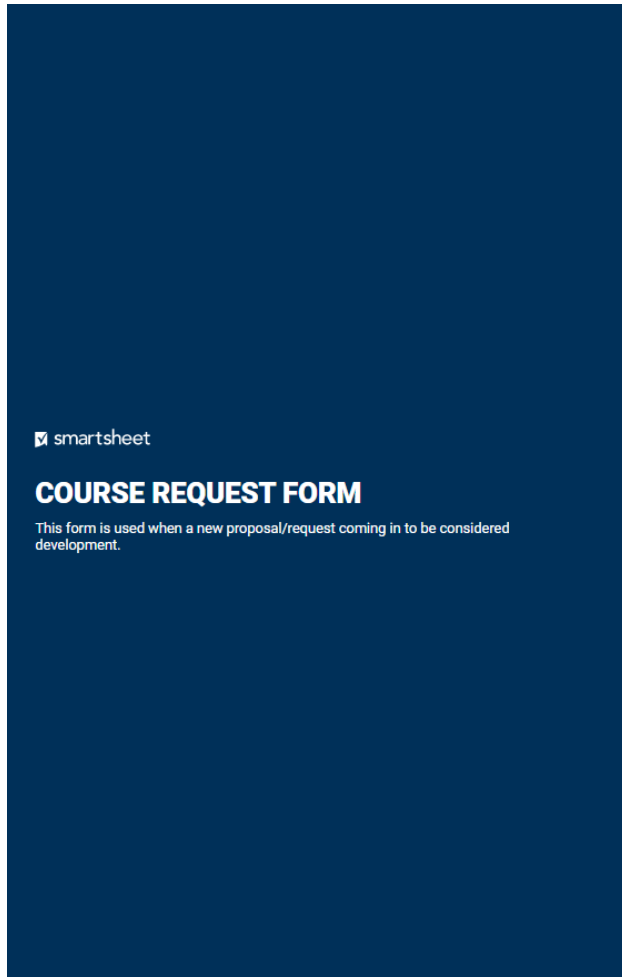 smartsheet
COURSE REQUEST FORM
This form is used when a new proposal/request coming in to be considered
development.